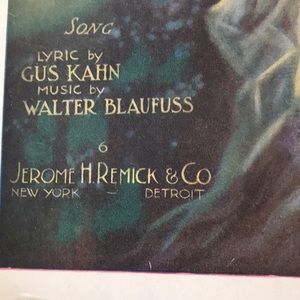 SONG
LYRIC by
GUS KAHN
MUSIC by
WALTER BLAUFUSS
6
JEROME H. REMICK & CO
NEW YORK – DETROIT